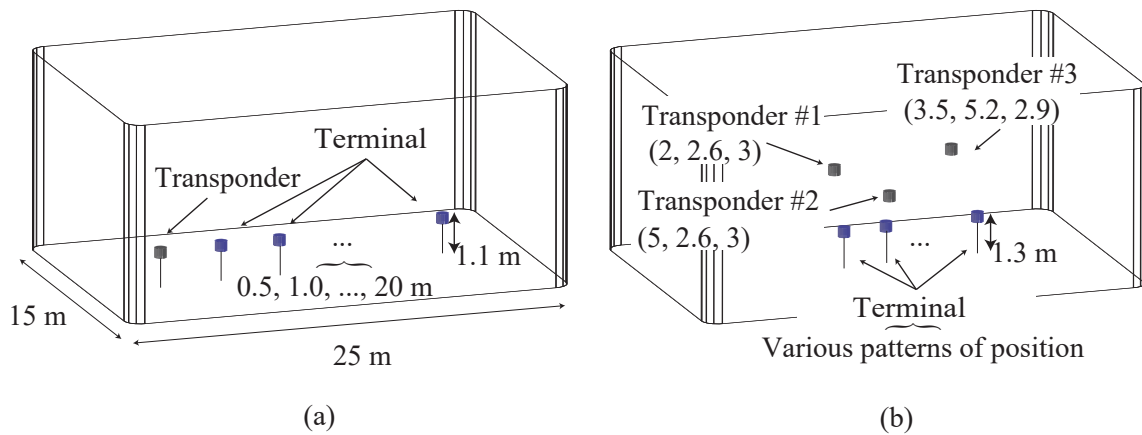 Terminal
Transponder
...
1.1 m
0.5, 1.0, ..., 20 m
15 m
25 m
(a)
Transponder #3
(3.5, 5.2, 2.9)
Transponder #1
(2, 2.6, 3)
Transponder #2
(5, 2.6, 3)
...
1.3 m
Terminal
Various patterns of position
(b)